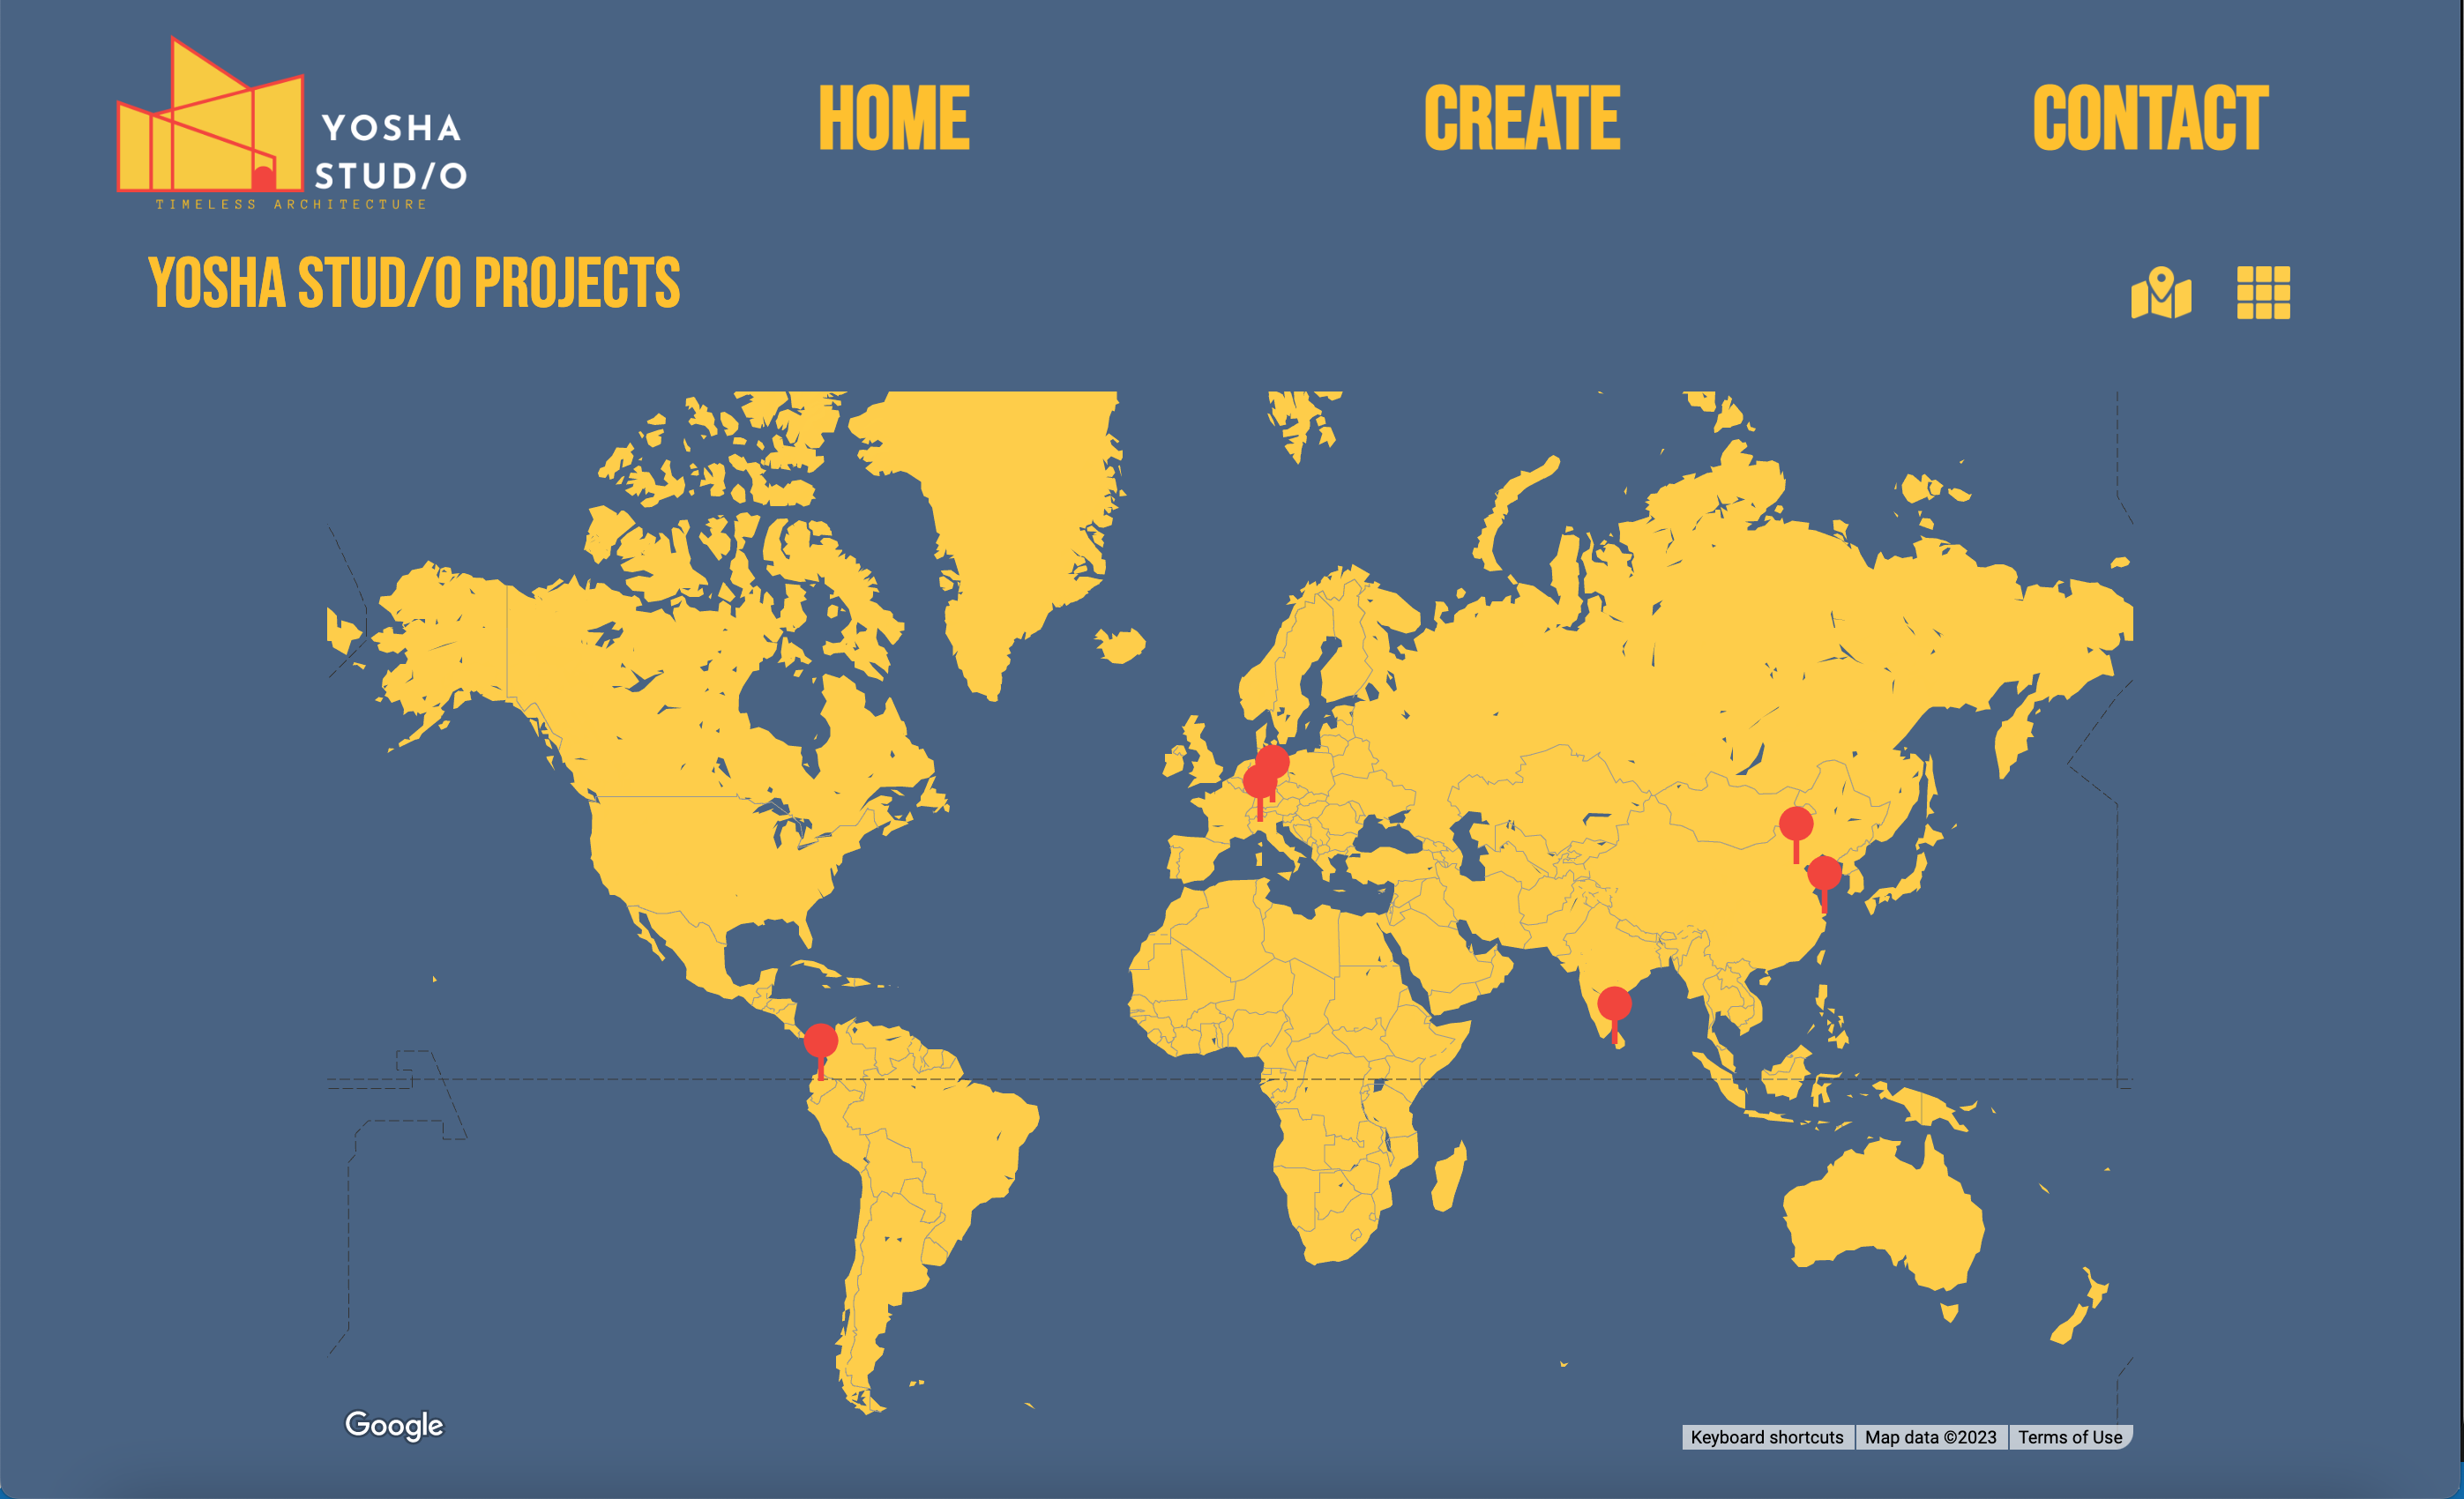 YOSHA
STUD/O
TIMELESS ARCHITECTURE
HOME
CREATE
CONTACT
YOSHA STUD/O PROJECTS
Google
Keyboard shortcuts
Map data ©2023
Terms of Use